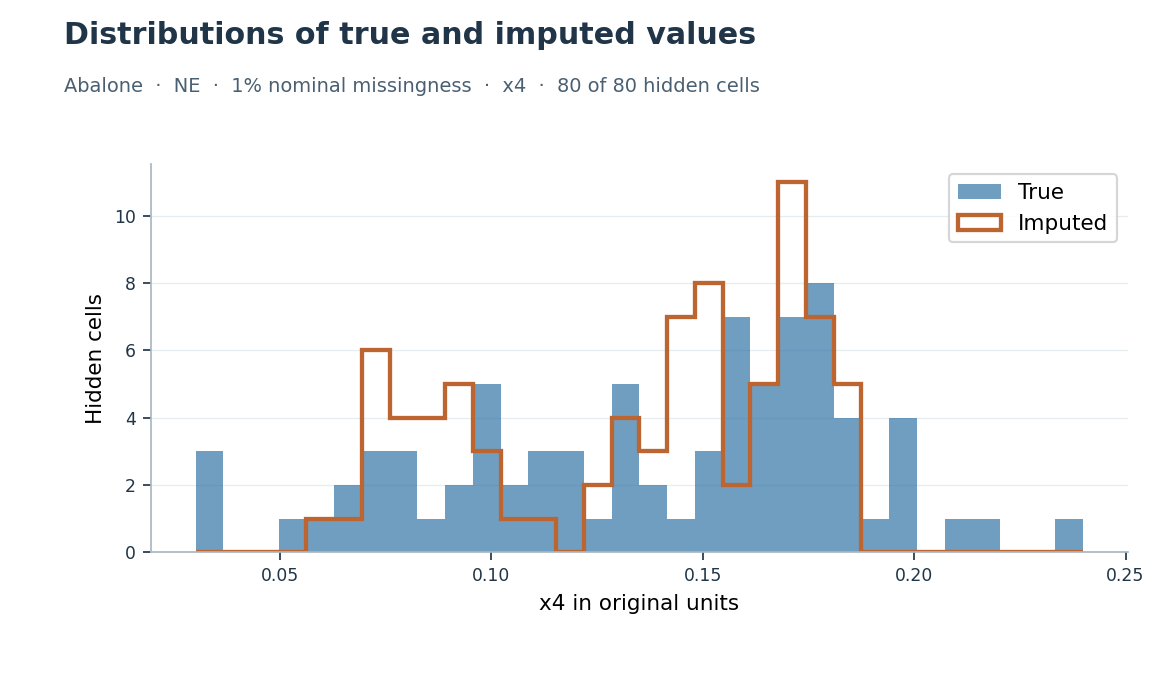 Distributions of true and imputed values
Abalone · NE · 1% nominal missingness · x4 · 80 of 80 hidden cells
True
Imputed
Hidden cells
10
8
6
4
2
0
0.05 0.10 0.15 0.20 0.25
x4 in original units